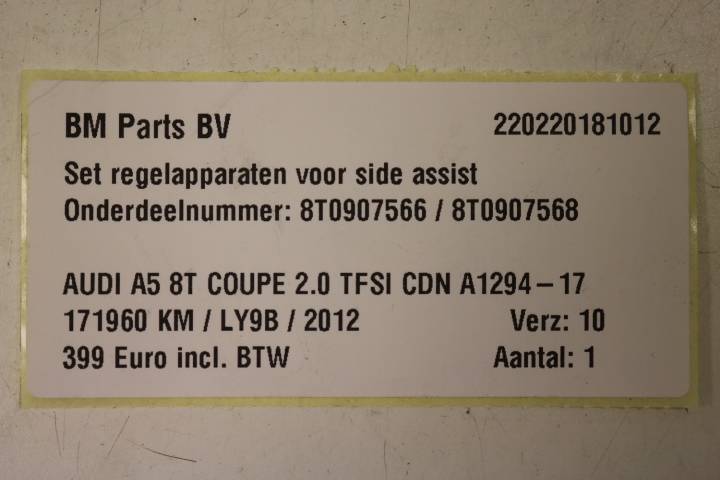 BM Parts BV 220220181012
Set regelapparaten voor side assist
Onderdeelnummer: 8T0907566 / 8T0907568
AUDI A5 8T COUPE 2.0 TFSI CDN A1294-17
171960 KM / LY9B / 2012 Verz: 10
399 Euro incl. BTW Aantal: 1